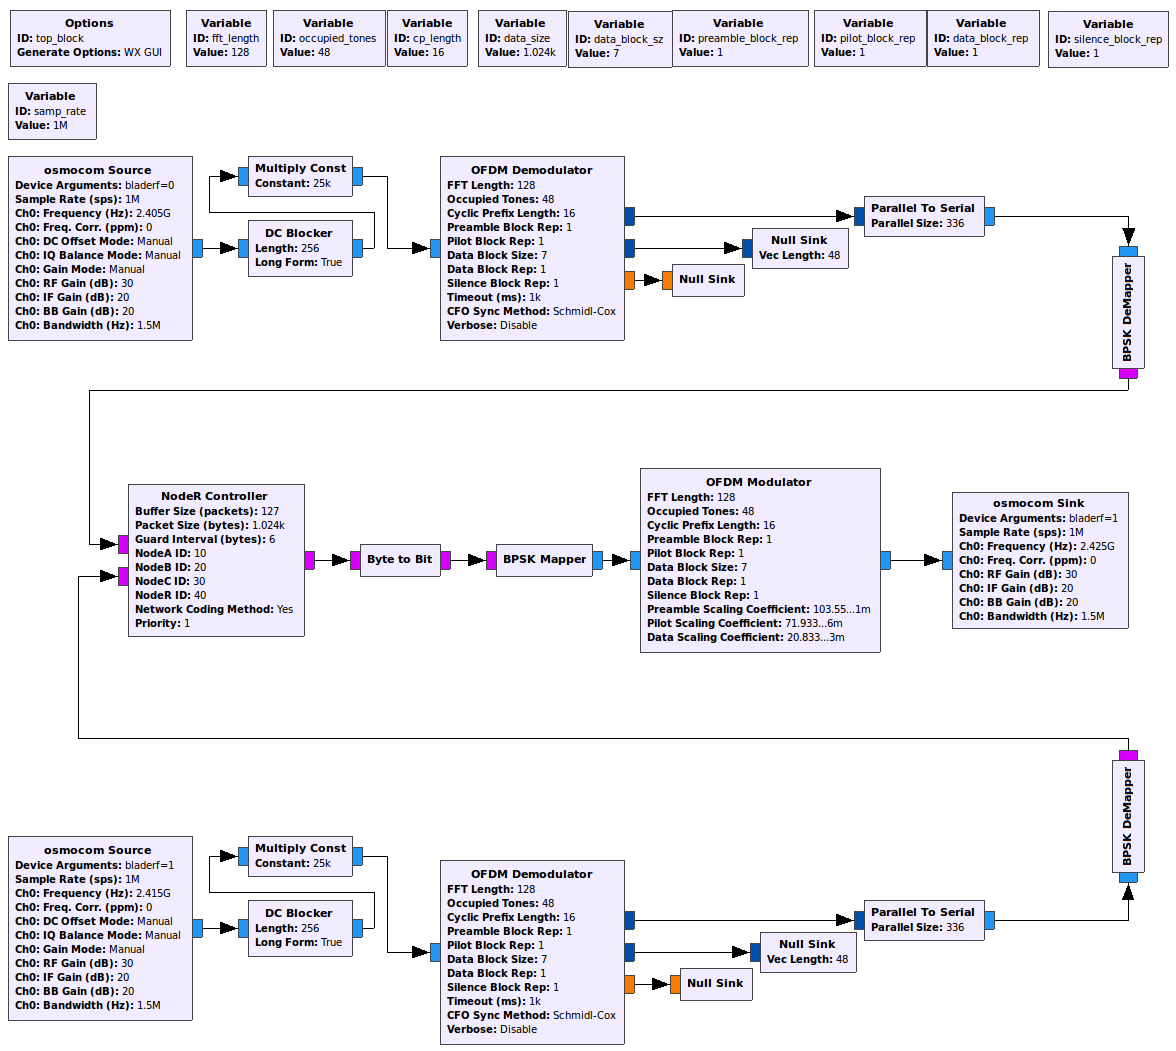 Options
ID: top_block
Generate Options: WX GUI
Variable
ID: fft_length
Value: 128
Variable
ID: occupied_tones
Value: 48
Variable
ID: cp_length
Value: 16
Variable
ID: data_size
Value: 1.024k
Variable
ID: data_block_sz
Value: 7
Variable
ID: preamble_block_rep
Value: 1
Variable
ID: pilot_block_rep
Value: 1
Variable
ID: data_block_rep
Value: 1
Variable
ID: silence_block_rep
Value: 1
Variable
ID: samp_rate
Value: 1M
osmocom Source
Device Arguments: bladerf=0
Sample Rate (sps): 1M
Ch0: Frequency (Hz): 2.405G
Ch0: Freq. Corr. (ppm): 0
Ch0: DC Offset Mode: Manual
Ch0: IQ Balance Mode: Manual
Ch0: Gain Mode: Manual
Ch0: RF Gain (dB): 30
Ch0: IF Gain (dB): 20
Ch0: BB Gain (dB): 20
Ch0: Bandwidth (Hz): 1.5M
Multiply Const
Constant: 25k
DC Blocker
Length: 256
Long Form: True
OFDM Demodulator
FFT Length: 128
Occupied Tones: 48
Cyclic Prefix Length: 16
Preamble Block Rep: 1
Pilot Block Rep: 1
Data Block Size: 7
Data Block Rep: 1
Silence Block Rep: 1
Timeout (ms): 1k
CFO Sync Method: Schmidl-Cox
Verbose: Disable
Parallel To Serial
Parallel Size: 336
Null Sink
Vec Length: 48
Null Sink
BPSK DeMapper
NodeR Controller
Buffer Size (packets): 127
Packet Size (bytes): 1.024k
Guard Interval (bytes): 6
NodeA ID: 10
NodeB ID: 20
NodeC ID: 30
NodeR ID: 40
Network Coding Method: Yes
Priority: 1
Byte to Bit
BPSK Mapper
OFDM Modulator
FFT Length: 128
Occupied Tones: 48
Cyclic Prefix Length: 16
Preamble Block Rep: 1
Pilot Block Rep: 1
Data Block Size: 7
Data Block Rep: 1
Silence Block Rep: 1
Preamble Scaling Coefficient: 103.55...1m
Pilot Scaling Coefficient: 71.933...6m
Data Scaling Coefficient: 20.833...3m
osmocom Sink
Device Arguments: bladerf=1
Sample Rate (sps): 1M
Ch0: Frequency (Hz): 2.425G
Ch0: Freq. Corr. (ppm): 0
Ch0: RF Gain (dB): 30
Ch0: IF Gain (dB): 20
Ch0: BB Gain (dB): 20
Ch0: Bandwidth (Hz): 1.5M
osmocom Source
Device Arguments: bladerf=1
Sample Rate (sps): 1M
Ch0: Frequency (Hz): 2.415G
Ch0: Freq. Corr. (ppm): 0
Ch0: DC Offset Mode: Manual
Ch0: IQ Balance Mode: Manual
Ch0: Gain Mode: Manual
Ch0: RF Gain (dB): 30
Ch0: IF Gain (dB): 20
Ch0: BB Gain (dB): 20
Ch0: Bandwidth (Hz): 1.5M
Multiply Const
Constant: 25k
DC Blocker
Length: 256
Long Form: True
OFDM Demodulator
FFT Length: 128
Occupied Tones: 48
Cyclic Prefix Length: 16
Preamble Block Rep: 1
Pilot Block Rep: 1
Data Block Size: 7
Data Block Rep: 1
Silence Block Rep: 1
Timeout (ms): 1k
CFO Sync Method: Schmidl-Cox
Verbose: Disable
Parallel To Serial
Parallel Size: 336
Null Sink
Vec Length: 48
Null Sink
BPSK DeMapper